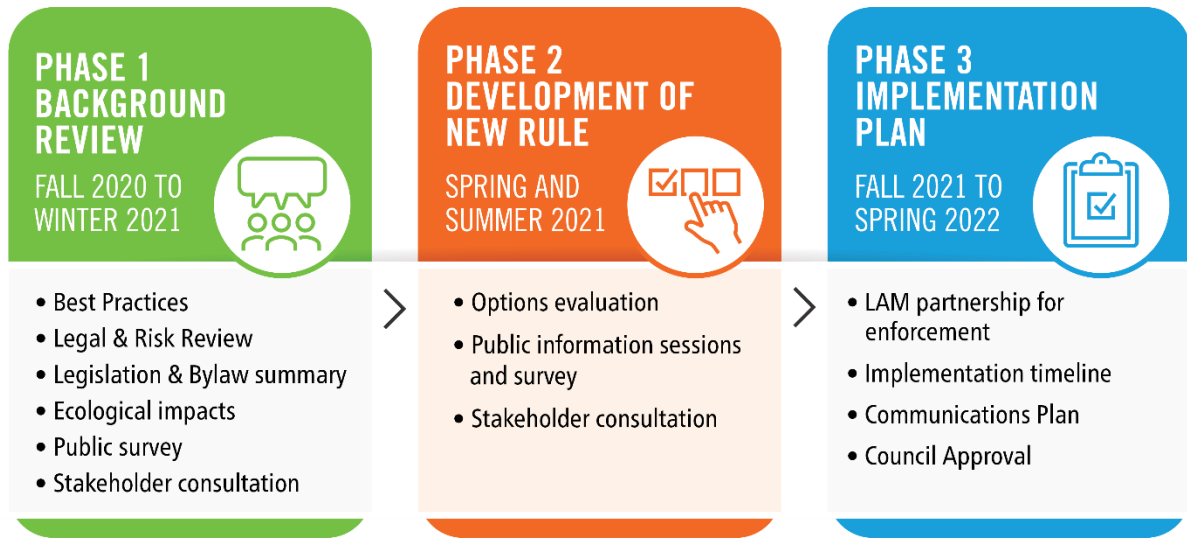 PHASE 1
BACKGROUND
REVIEW
FALL 2020 TO
WINTER 2021
• Best Practices
• Legal & Risk Review
• Legislation & Bylaw summary
• Ecological impacts
• Public survey
• Stakeholder consultation
PHASE 2
DEVELOPMENT OF
NEW RULE
SPRING AND
SUMMER 2021
• Options evaluation
• Public information sessions
and survey
• Stakeholder consultation
PHASE 3
IMPLEMENTATION
PLAN
FALL 2021 TO
SPRING 2022
• LAM partnership for
enforcement
• Implementation timeline
• Communications Plan
• Council Approval